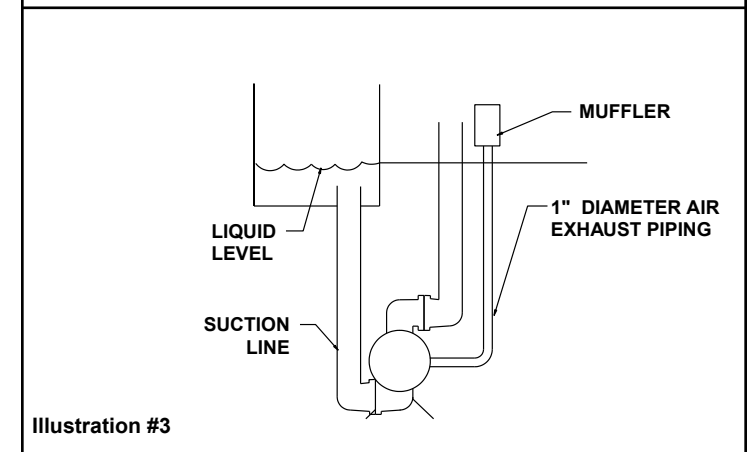 MUFFLER
1" DIAMETER AIR
EXHAUST PIPING
LIQUID
LEVEL
SUCTION
LINE
Illustration #3